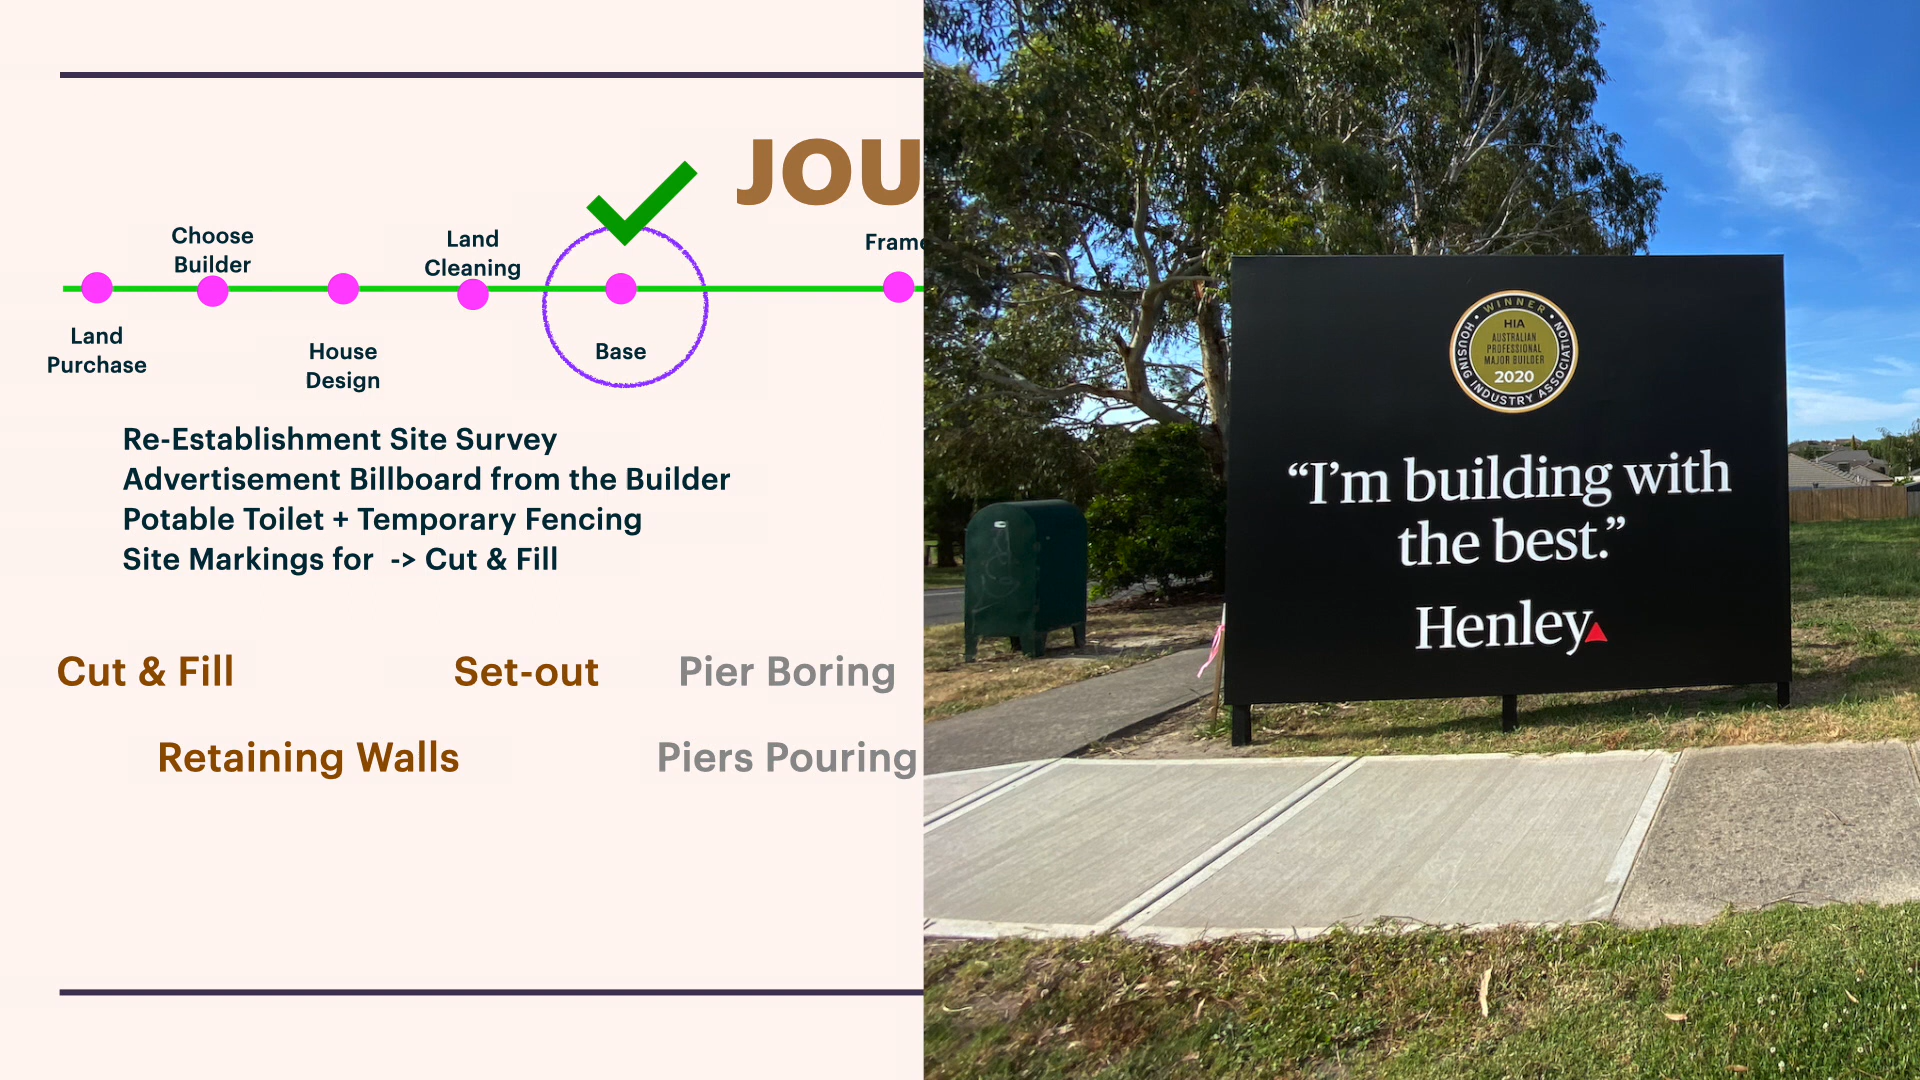 JOU
Choose
Builder
Land
Cleaning
Frame
Land
Purchase
House
Design
Base
Re-Establishment Site Survey
Advertisement Billboard from the Builder
Potable Toilet + Temporary Fencing
Site Markings for -> Cut & Fill
Cut & Fill
Set-out
Pier Boring
Retaining Walls
Piers Pouring
WINNER
HOUSING INDUSTRY ASSOCIATION
HIA
AUSTRALIAN
PROFESSIONAL
MAJOR BUILDER
2020
“I’m building with
the best.”
Henley